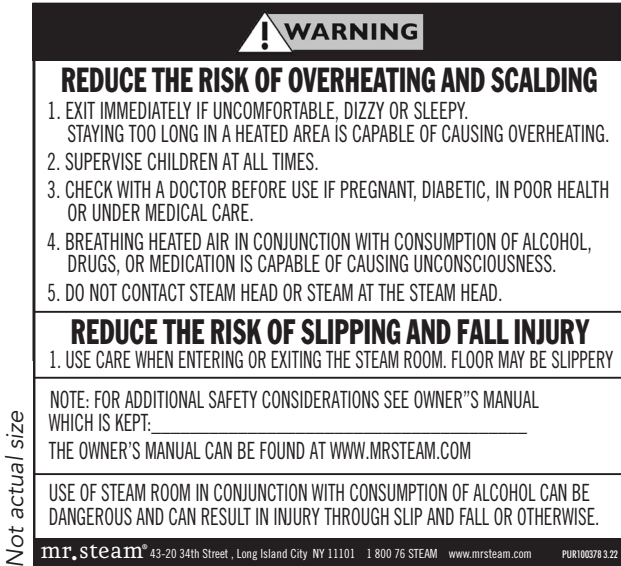 WARNING
REDUCE THE RISK OF OVERHEATING AND SCALDING
1. EXIT IMMEDIATELY IF UNCOMFORTABLE, DIZZY OR SLEEPY.
STAYING TOO LONG IN A HEATED AREA IS CAPABLE OF CAUSING OVERHEATING.
2. SUPERVISE CHILDREN AT ALL TIMES.
3. CHECK WITH A DOCTOR BEFORE USE IF PREGNANT, DIABETIC, IN POOR HEALTH
OR UNDER MEDICAL CARE.
4. BREATHING HEATED AIR IN CONJUNCTION WITH CONSUMPTION OF ALCOHOL,
DRUGS, OR MEDICATION IS CAPABLE OF CAUSING UNCONSCIOUSNESS.
5. DO NOT CONTACT STEAM HEAD OR STEAM AT THE STEAM HEAD.
REDUCE THE RISK OF SLIPPING AND FALL INJURY
1. USE CARE WHEN ENTERING OR EXITING THE STEAM ROOM. FLOOR MAY BE SLIPPERY
NOTE: FOR ADDITIONAL SAFETY CONSIDERATIONS SEE OWNER"S MANUAL
WHICH IS KEPT:______________________________________
THE OWNER'S MANUAL CAN BE FOUND AT WWW.MRSTEAM.COM
USE OF STEAM ROOM IN CONJUNCTION WITH CONSUMPTION OF ALCOHOL CAN BE
DANGEROUS AND CAN RESULT IN INJURY THROUGH SLIP AND FALL OR OTHERWISE.
mr.steam® 43-20 34th Street , Long Island City NY 11101 1 800 76 STEAM www.mrsteam.com PUR100378 3.22
Not actual size